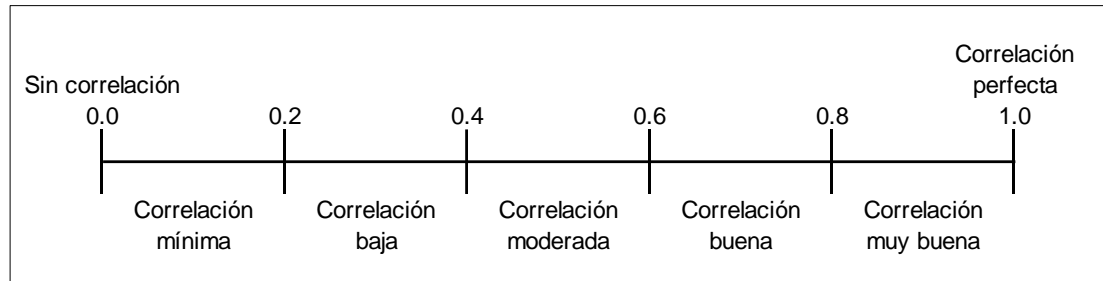 Correlación
perfecta
Sin correlación
0.0 0.2 0.4 0.6 0.8 1.0
Correlación mínima
Correlación baja
Correlación moderada
Correlación buena
Correlación muy buena